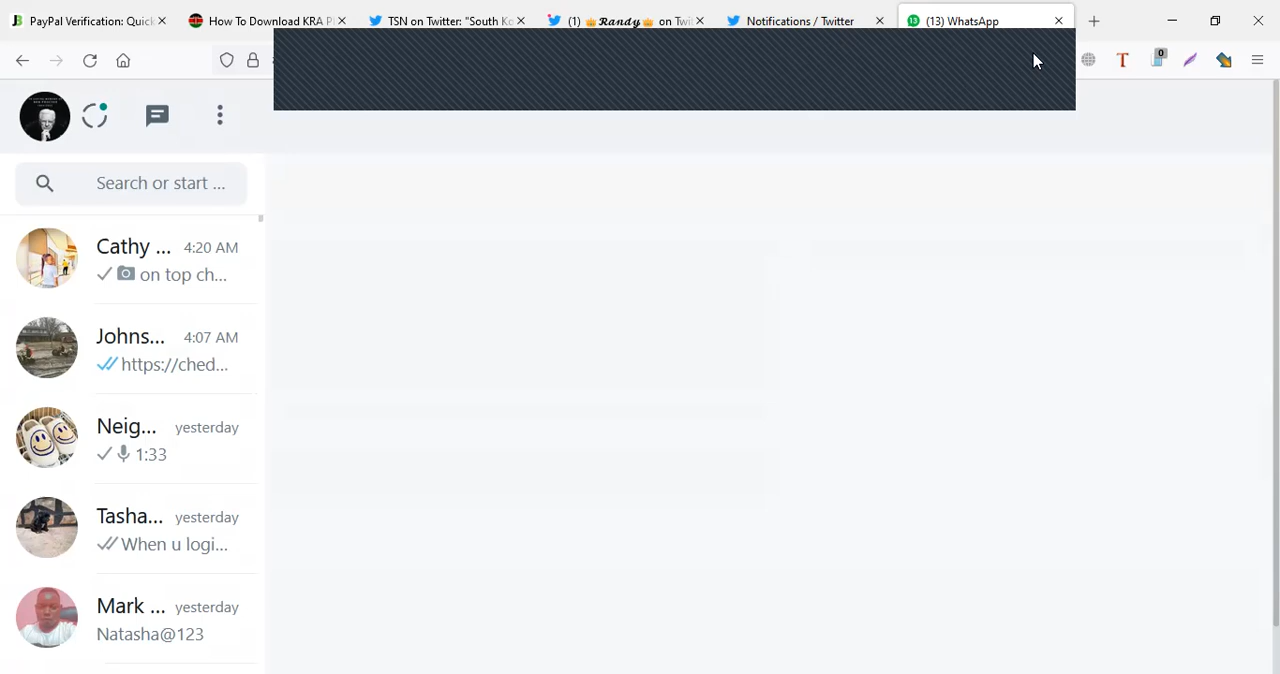 PayPal Verification: Quick
How To Download KRA P
TSN on Twitter: "South Ko
(1) 👑𝓡𝓪𝓷𝓭𝔂👑 on Twi
Notifications / Twitter
(13) WhatsApp
T
0
Search or start ...
Cathy ... 4:20 AM
on top ch...
Johns... 4:07 AM
https://ched...
Neig... yesterday
1:33
Tasha... yesterday
When u logi...
Mark ... yesterday
Natasha@123